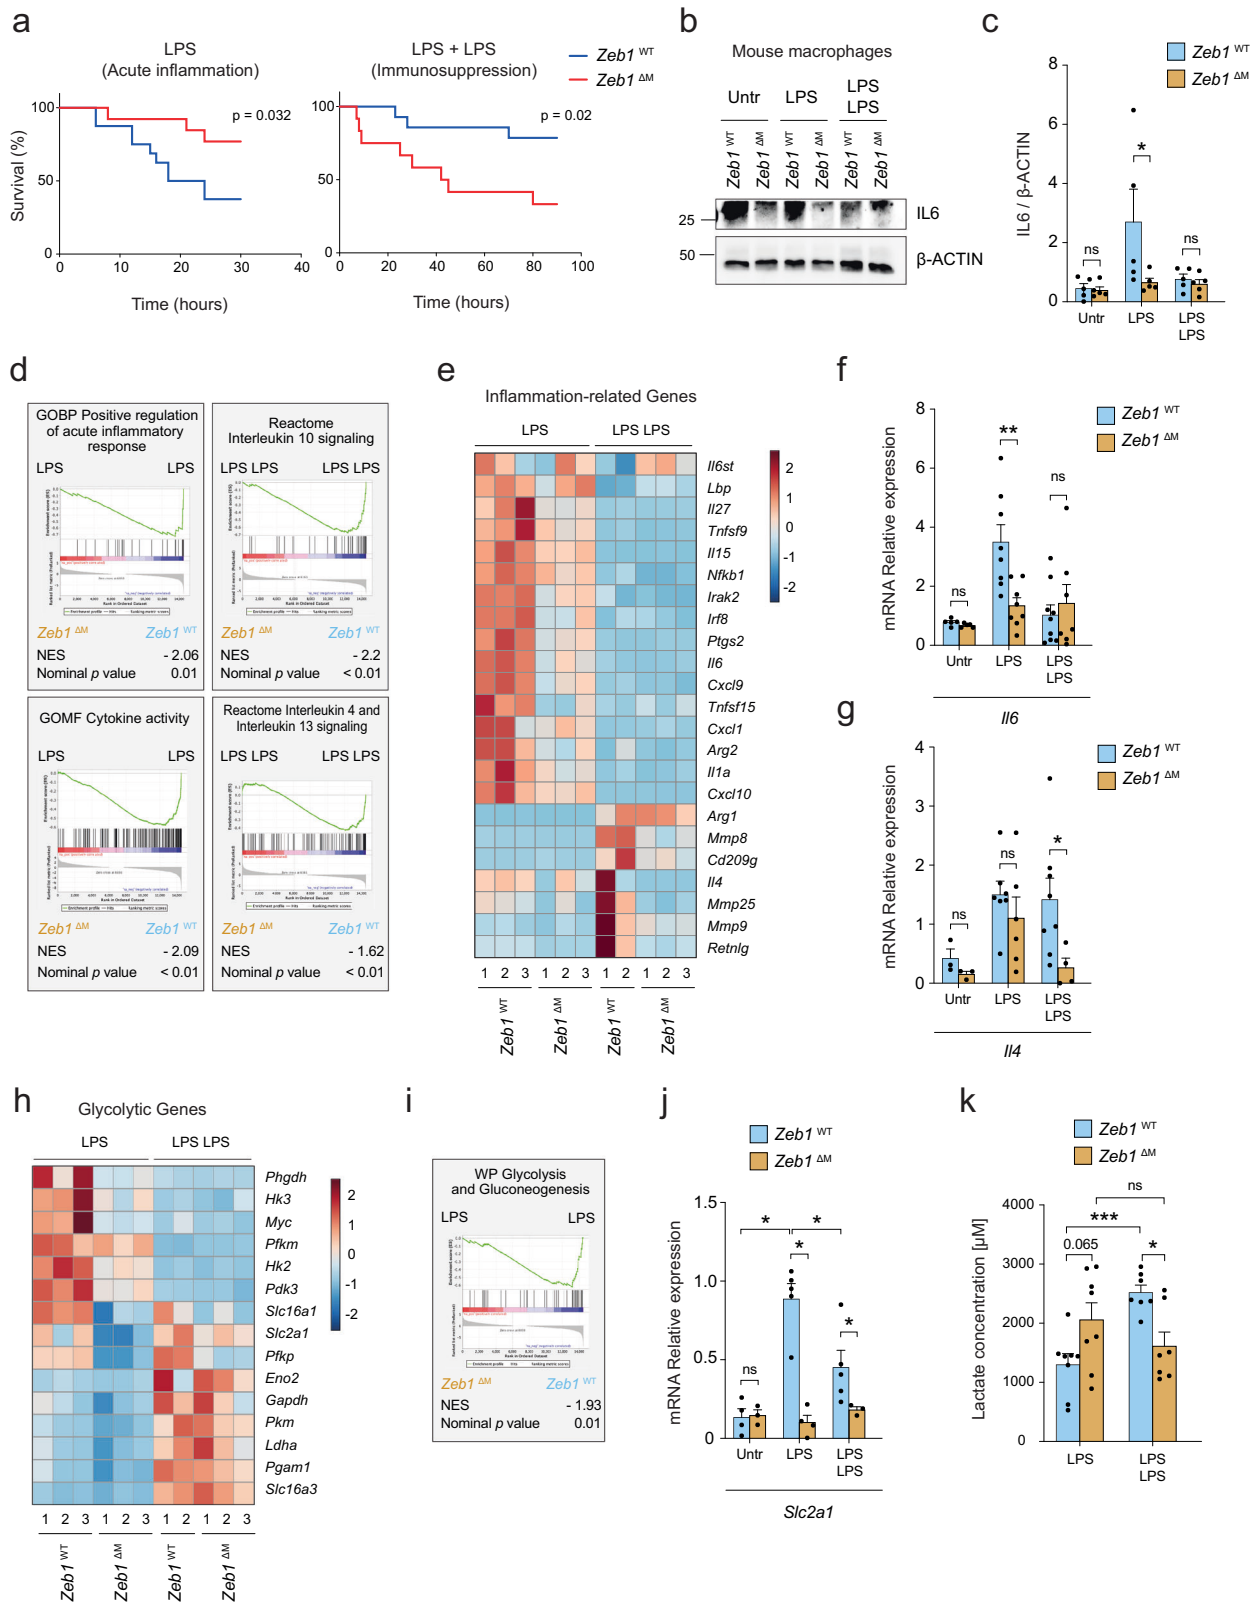 a
LPS
(Acute inflammation)
LPS + LPS
(Immunosuppression)
Zeb1 WT
Zeb1 ΔM
p = 0.032
p = 0.02
Survival (%)
100
50
0
0 10 20 30 40
Time (hours)
100
50
0
0 20 40 60 80 100
Time (hours)
b
Mouse macrophages
Untr LPS LPS
LPS
Zeb1 WT Zeb1 ΔM Zeb1 WT Zeb1 ΔM Zeb1 WT Zeb1 ΔM
25
IL6
50
β-ACTIN
c
Zeb1 WT
Zeb1 ΔM
IL6 / β-ACTIN
8
6
4
2
0
ns * ns
Untr LPS LPS
LPS
d
GOBP Positive regulation
of acute inflammatory
response
LPS LPS
Zeb1 ΔM Zeb1 WT
NES - 2.06
Nominal p value 0.01
Reactome
Interleukin 10 signaling
LPS LPS LPS LPS
Zeb1 ΔM Zeb1 WT
NES - 2.2
Nominal p value < 0.01
GOMF Cytokine activity
LPS LPS
Zeb1 ΔM Zeb1 WT
NES - 2.09
Nominal p value < 0.01
Reactome Interleukin 4 and
Interleukin 13 signaling
LPS LPS LPS LPS
Zeb1 ΔM Zeb1 WT
NES - 1.62
Nominal p value < 0.01
e
Inflammation-related Genes
LPS LPS LPS
Il6st
Lbp
Il27
Tnfsf9
Il15
Nfkb1
Irak2
Irf8
Ptgs2
Il6
Cxcl9
Tnfsf15
Cxcl1
Arg2
Il1a
Cxcl10
Arg1
Mmp8
Cd209g
Il4
Mmp25
Mmp9
Retnlg
2
1
0
-1
-2
1 2 3 1 2 3 1 2 1 2 3
Zeb1 WT Zeb1 ΔM Zeb1 WT Zeb1 ΔM
f
Zeb1 WT
Zeb1 ΔM
mRNA Relative expression
8
6
4
2
0
ns ** ns
Untr LPS LPS
LPS
Il6
g
Zeb1 WT
Zeb1 ΔM
mRNA Relative expression
4
3
2
1
0
ns ns *
Untr LPS LPS
LPS
Il4
h
Glycolytic Genes
LPS LPS LPS
Phgdh
Hk3
Myc
Pfkm
Hk2
Pdk3
Slc16a1
Slc2a1
Pfkp
Eno2
Gapdh
Pkm
Ldha
Pgam1
Slc16a3
2
1
0
-1
-2
1 2 3 1 2 3 1 2 1 2 3
Zeb1 WT Zeb1 ΔM Zeb1 WT Zeb1 ΔM
i
WP Glycolysis
and Gluconeogenesis
LPS LPS
Zeb1 ΔM Zeb1 WT
NES - 1.93
Nominal p value 0.01
j
Zeb1 WT
Zeb1 ΔM
mRNA Relative expression
1.5
1.0
0.5
0
* *
ns * *
Untr LPS LPS
LPS
Slc2a1
k
Zeb1 WT
Zeb1 ΔM
Lactate concentration [µM]
4000
3000
2000
1000
0
ns
***
0.065 *
LPS LPS
LPS